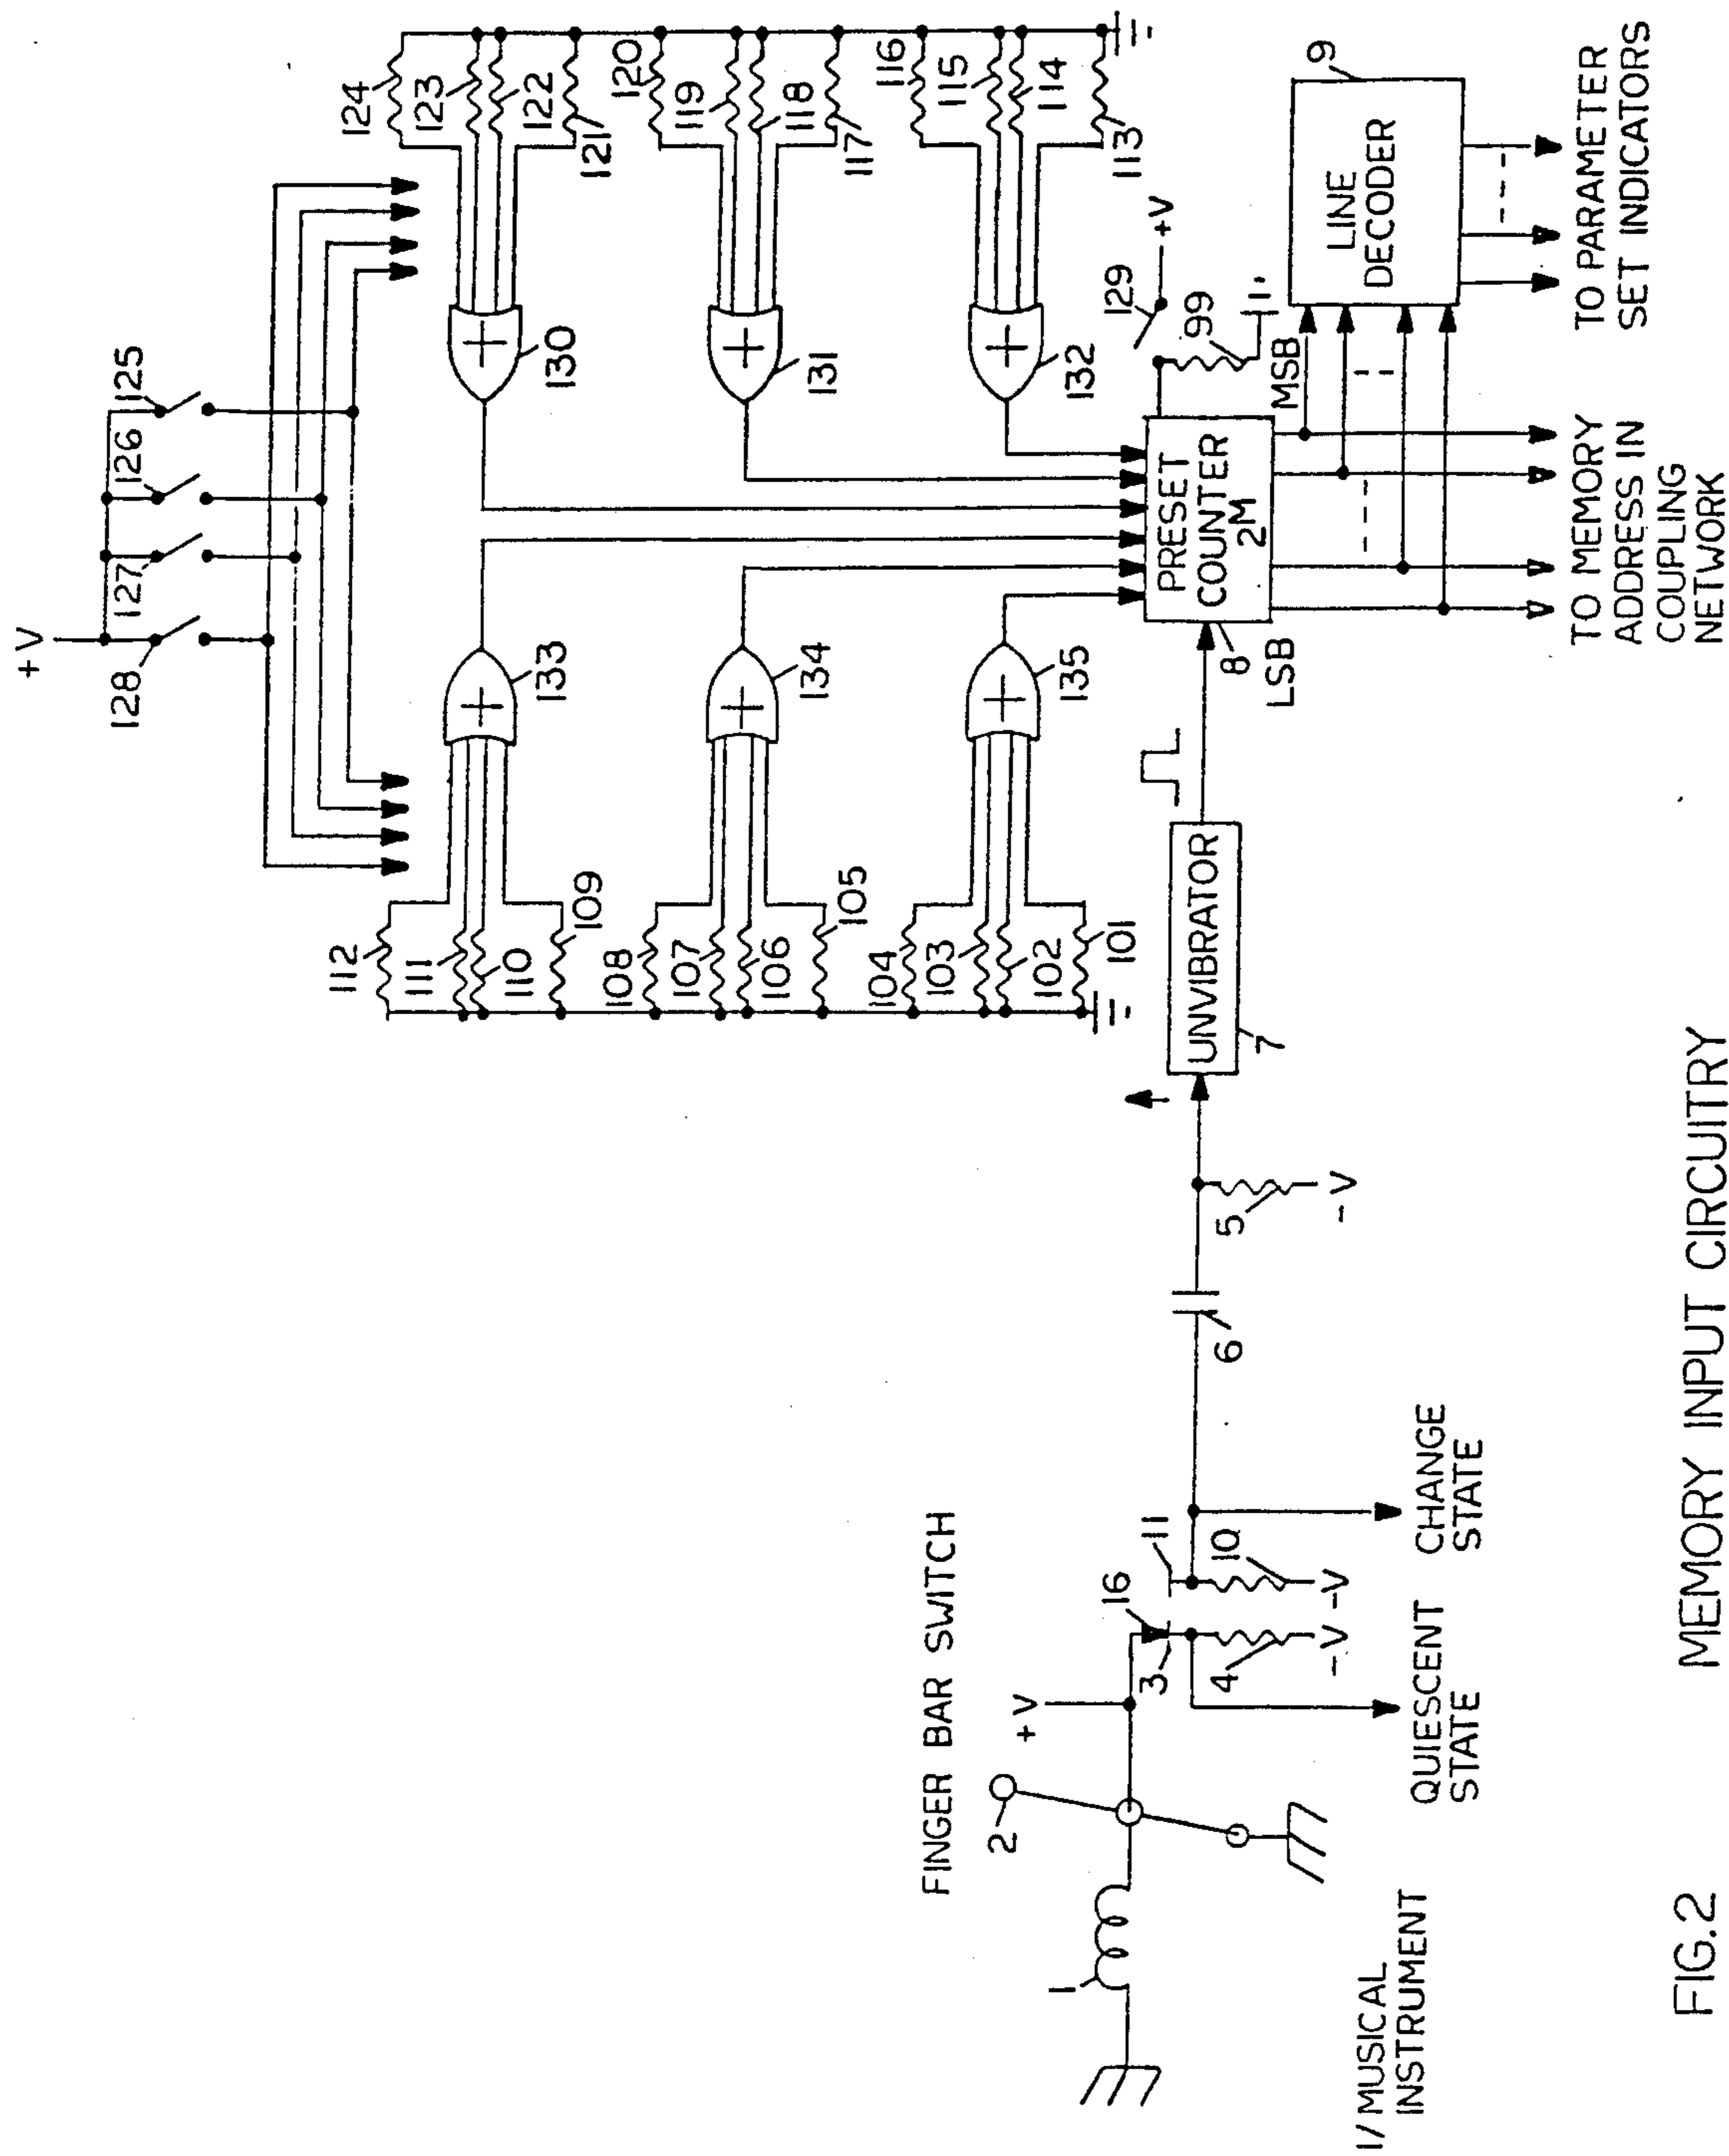 +V
128
127
126
125
124
123
122
121
120
119
118
117
116
115
114
113
112
111
110
109
108
107
106
105
104
103
102
101
+
133
+
134
+
135
+
130
+
131
+
132
129
+V
99
PRESET
COUNTER
2M
8
LSB
MSB
LINE
DECODER
9
TO MEMORY
ADDRESS IN
COUPLING
NETWORK
TO PARAMETER
SET INDICATORS
UNVIBRATOR
7
5
-V
6
FINGER BAR SWITCH
1
2
+V
3
16
4
-V
11
10
-V
QUIESCENT
STATE
CHANGE
STATE
1/MUSICAL
INSTRUMENT
FIG.2
MEMORY INPUT CIRCUITRY